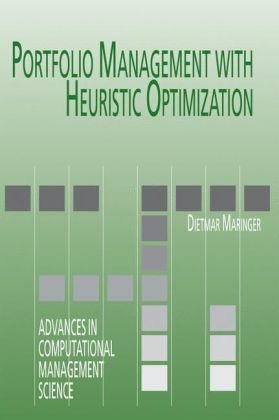 PORTFOLIO MANAGEMENT WITH
HEURISTIC OPTIMIZATION
DIETMAR MARINGER
ADVANCES IN
COMPUTATIONAL
MANAGEMENT
SCIENCE